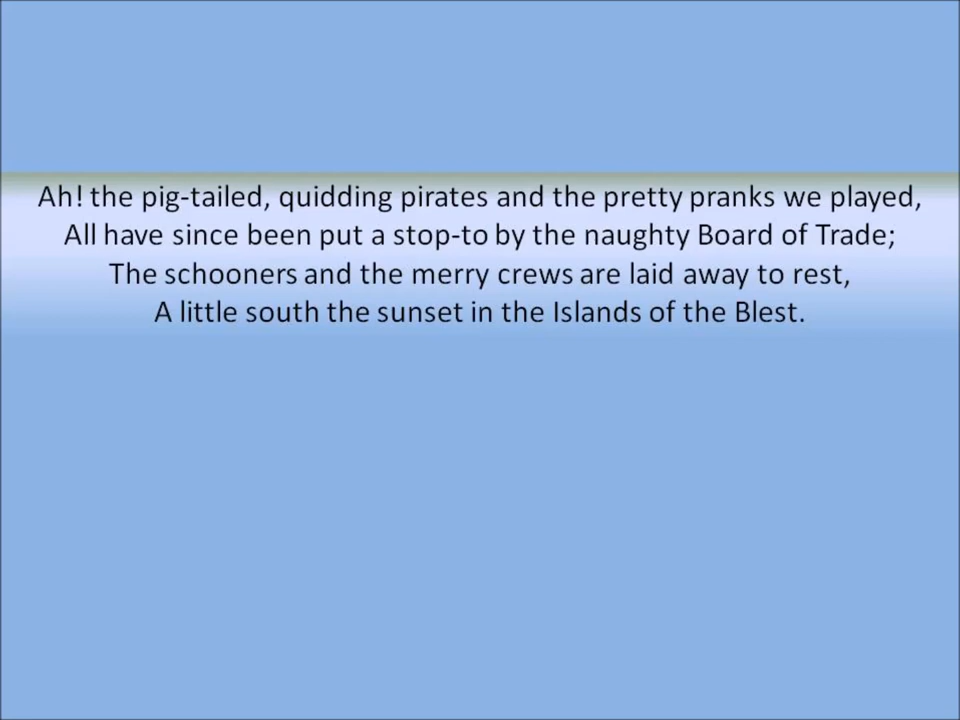 Ah! the pig-tailed, quidding pirates and the pretty pranks we played,
All have since been put a stop-to by the naughty Board of Trade;
The schooners and the merry crews are laid away to rest,
A little south the sunset in the Islands of the Blest.